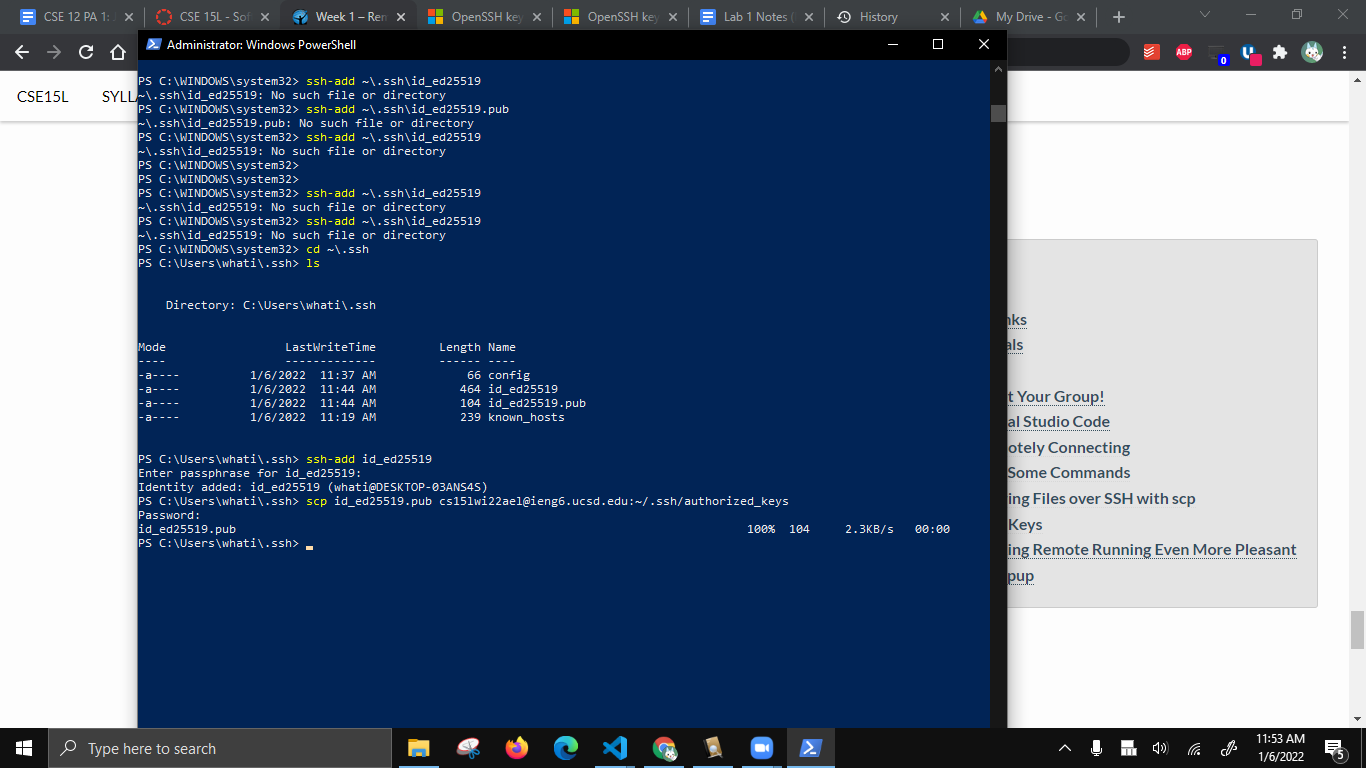 CSE 12 PA 1:
CSE 15L - Sof
Week 1 – Ren
OpenSSH key
OpenSSH key
Lab 1 Notes (
History
My Drive - Go
ABP
0
Administrator: Windows PowerShell
CSE15L
SYLLA
PS C:\WINDOWS\system32> ssh-add ~\.ssh\id_ed25519
~\.ssh\id_ed25519: No such file or directory
PS C:\WINDOWS\system32> ssh-add ~\.ssh\id_ed25519.pub
~\.ssh\id_ed25519.pub: No such file or directory
PS C:\WINDOWS\system32> ssh-add ~\.ssh\id_ed25519
~\.ssh\id_ed25519: No such file or directory
PS C:\WINDOWS\system32>
PS C:\WINDOWS\system32>
PS C:\WINDOWS\system32> ssh-add ~\.ssh\id_ed25519
~\.ssh\id_ed25519: No such file or directory
PS C:\WINDOWS\system32> ssh-add ~\.ssh\id_ed25519
~\.ssh\id_ed25519: No such file or directory
PS C:\WINDOWS\system32> cd ~\.ssh
PS C:\Users\whati\.ssh> ls
Directory: C:\Users\whati\.ssh
Mode LastWriteTime Length Name
---- ------------- ------ ----
-a---- 1/6/2022 11:37 AM 66 config
-a---- 1/6/2022 11:44 AM 464 id_ed25519
-a---- 1/6/2022 11:44 AM 104 id_ed25519.pub
-a---- 1/6/2022 11:19 AM 239 known_hosts
PS C:\Users\whati\.ssh> ssh-add id_ed25519
Enter passphrase for id_ed25519:
Identity added: id_ed25519 (whati@DESKTOP-03ANS4S)
PS C:\Users\whati\.ssh> scp id_ed25519.pub cs15lwi22ael@ieng6.ucsd.edu:~/.ssh/authorized_keys
Password:
id_ed25519.pub 100% 104 2.3KB/s 00:00
PS C:\Users\whati\.ssh>
nks
als
t Your Group!
al Studio Code
otely Connecting
Some Commands
ing Files over SSH with scp
Keys
ing Remote Running Even More Pleasant
pup
Type here to search
11:53 AM
1/6/2022
5